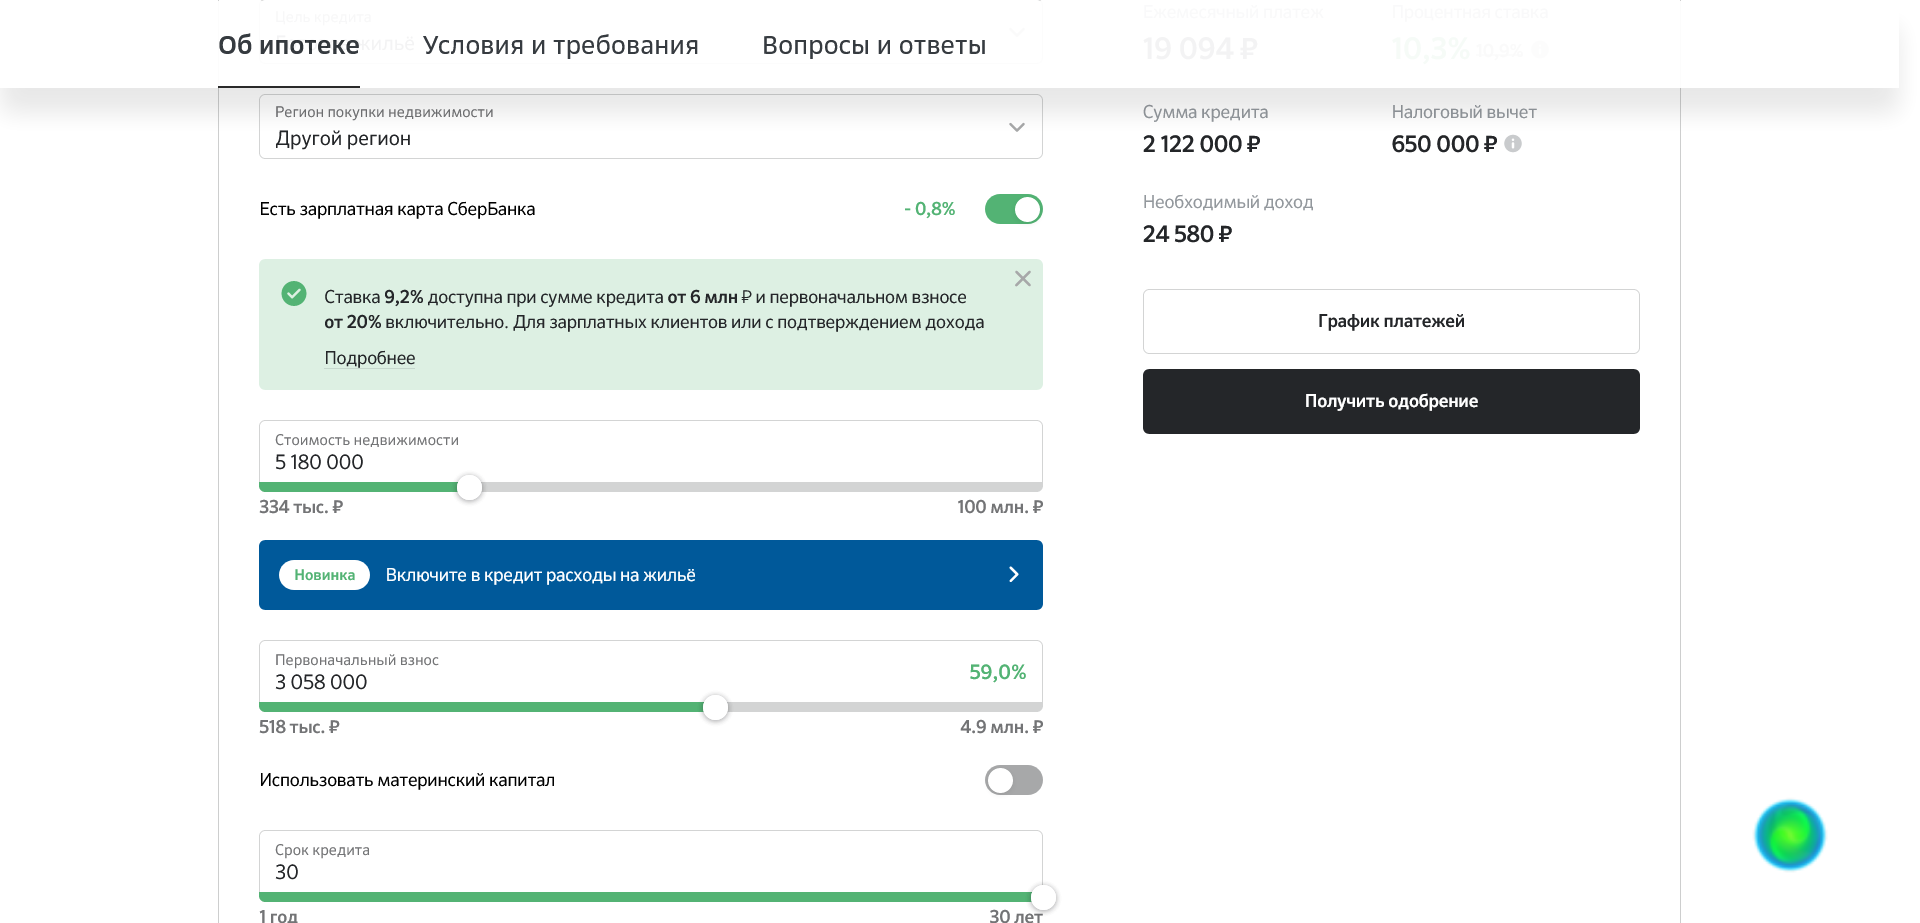 Цель кредита
Об ипотеке
Условия и требования
Вопросы и ответы
Ежемесячный платеж
19 094 ₽
Процентная ставка
10,3% 10,9%
Регион покупки недвижимости
Другой регион
Есть зарплатная карта СберБанка
- 0,8%
Ставка 9,2% доступна при сумме кредита от 6 млн ₽ и первоначальном взносе
от 20% включительно. Для зарплатных клиентов или с подтверждением дохода
Подробнее
Стоимость недвижимости
5 180 000
334 тыс. ₽
100 млн. ₽
Новинка Включите в кредит расходы на жильё
Первоначальный взнос
3 058 000
59,0%
518 тыс. ₽
4.9 млн. ₽
Использовать материнский капитал
Срок кредита
30
1 год
30 лет
Сумма кредита
2 122 000 ₽
Налоговый вычет
650 000 ₽
Необходимый доход
24 580 ₽
График платежей
Получить одобрение